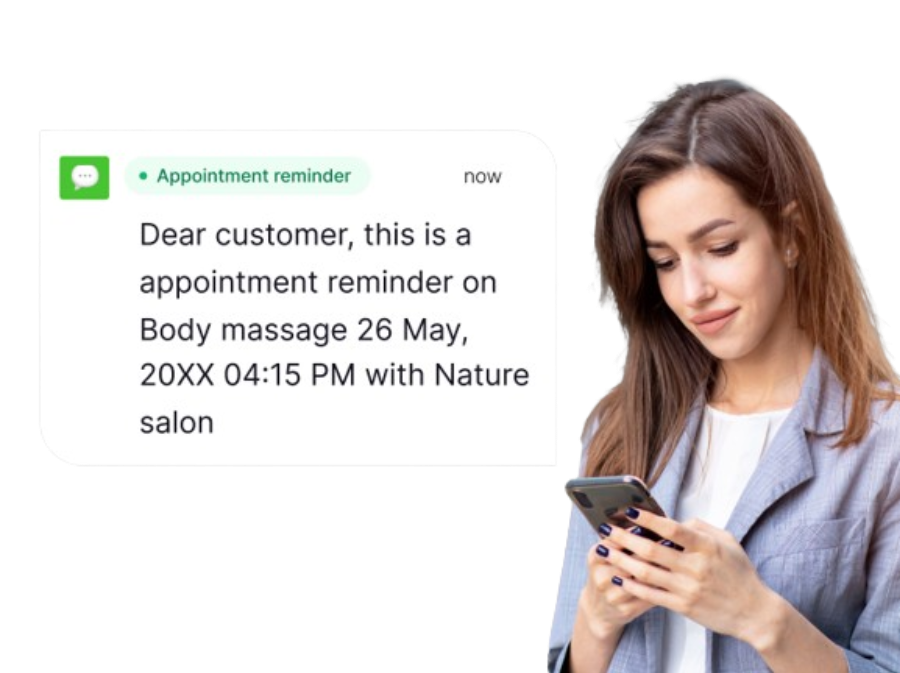 Appointment reminder now
Dear customer, this is a
appointment reminder on
Body massage 26 May,
20XX 04:15 PM with Nature
salon